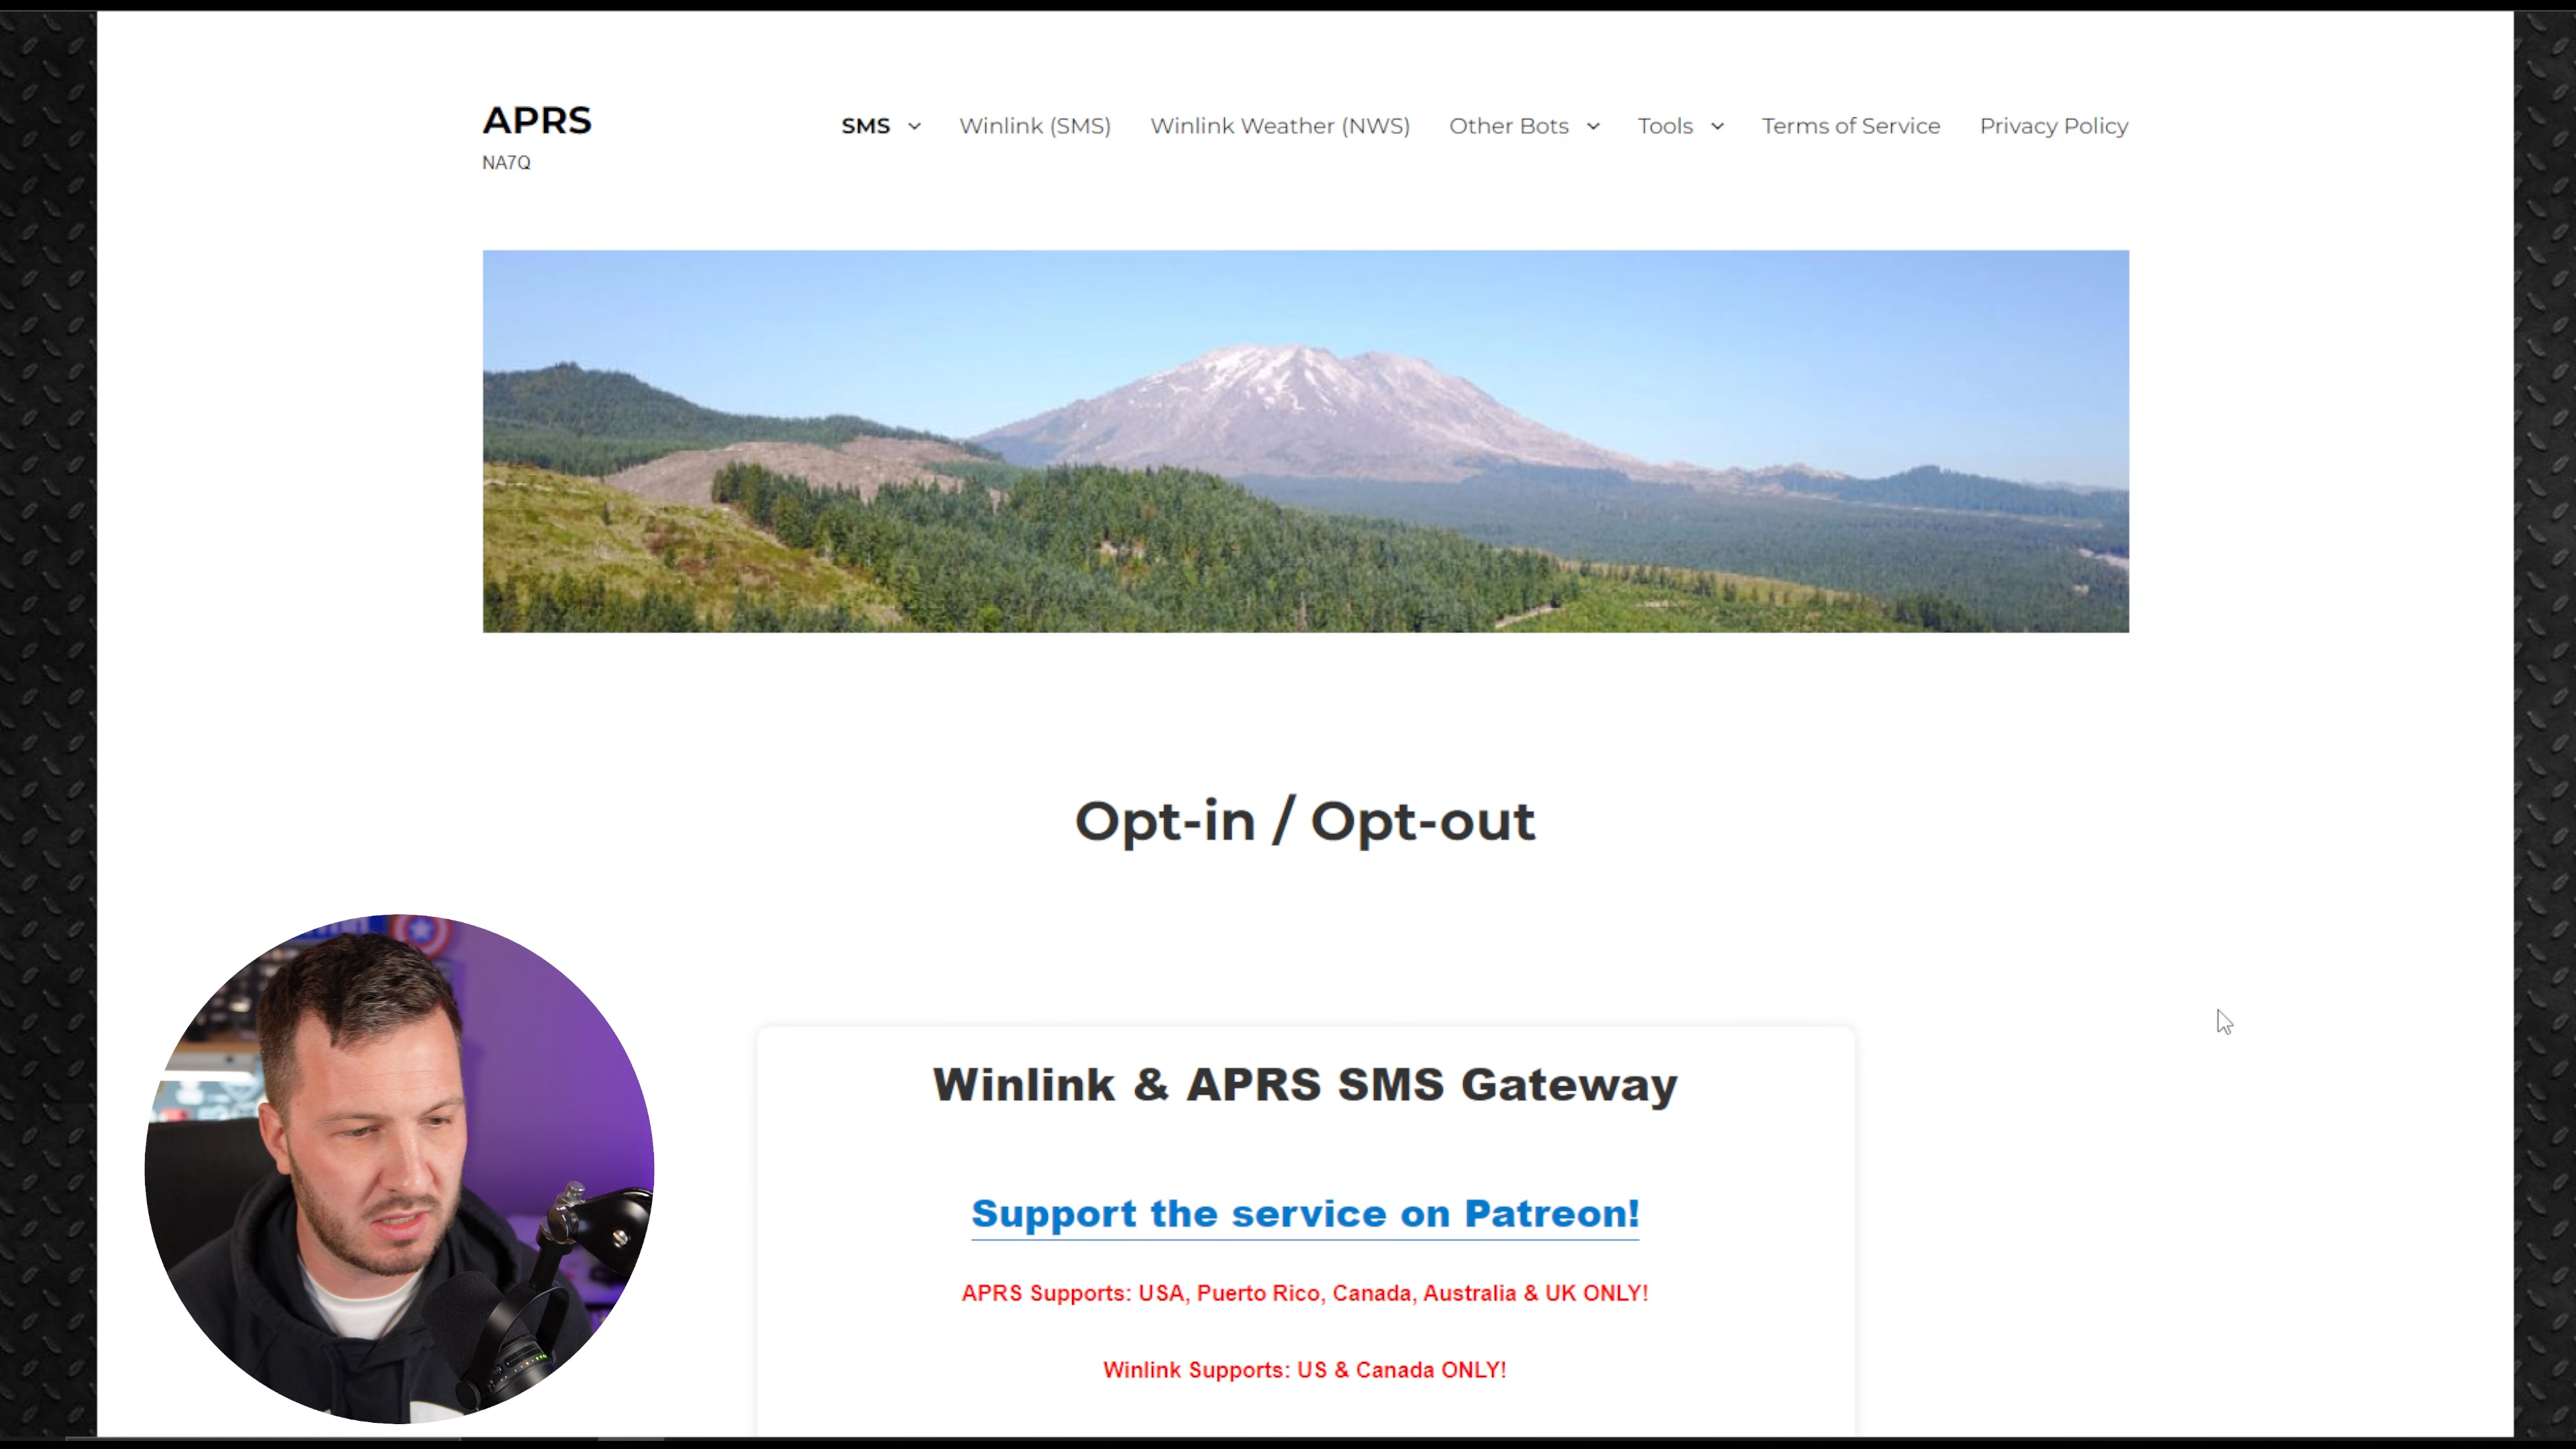 APRS
NA7Q
SMS
Winlink (SMS)
Winlink Weather (NWS)
Other Bots
Tools
Terms of Service
Privacy Policy
Opt-in / Opt-out
Winlink & APRS SMS Gateway
Support the service on Patreon!
APRS Supports: USA, Puerto Rico, Canada, Australia & UK ONLY!
Winlink Supports: US & Canada ONLY!